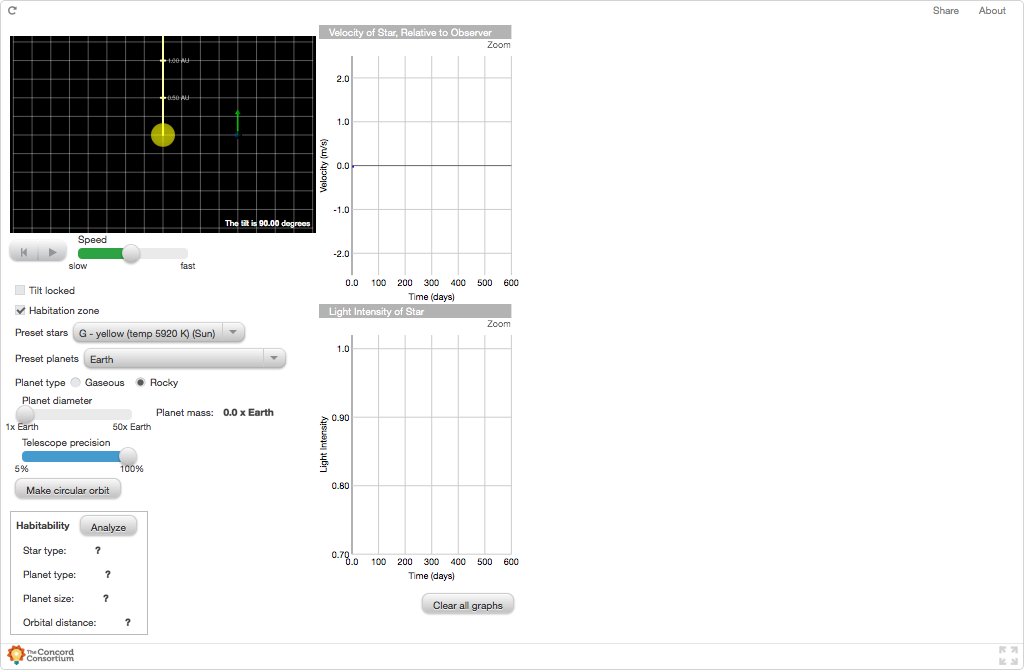 Share About
Velocity of Star, Relative to Observer
Zoom
1.00 AU
0.50 AU
The tilt is 90.00 degrees
2.0
1.0
0.0
-1.0
-2.0
Velocity (m/s)
0.0 100 200 300 400 500 600
Time (days)
Speed
slow fast
Tilt locked
Habitation zone
Preset stars G - yellow (temp 5920 K) (Sun)
Preset planets Earth
Planet type Gaseous Rocky
Planet diameter
1x Earth 50x Earth
Planet mass: 0.0 x Earth
Telescope precision
5% 100%
Make circular orbit
Habitability Analyze
Star type: ?
Planet type: ?
Planet size: ?
Orbital distance: ?
Light Intensity of Star
Zoom
1.0
0.90
0.80
0.70
Light Intensity
0.0 100 200 300 400 500 600
Time (days)
Clear all graphs
The Concord
Consortium